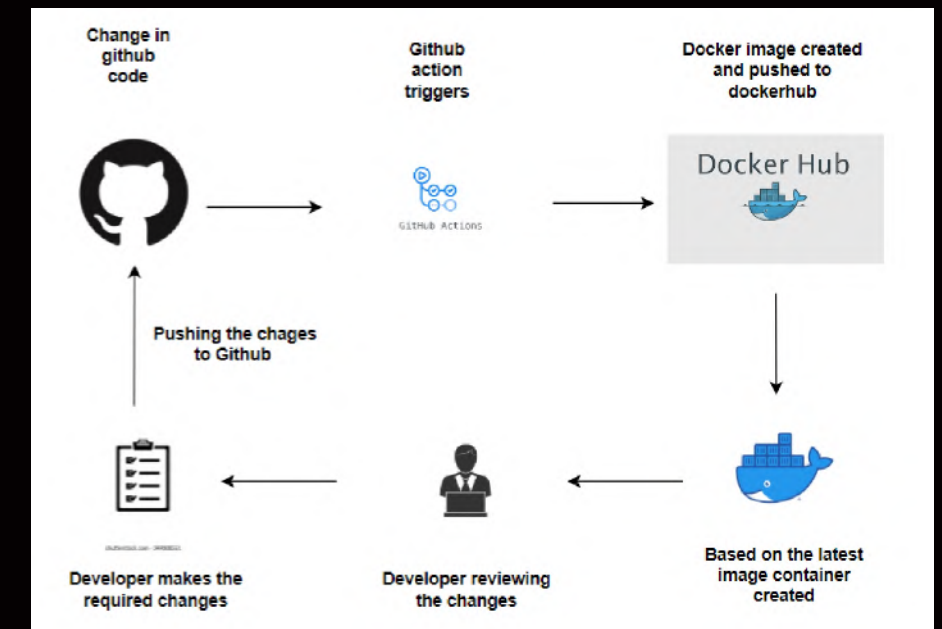 Change in
github
code
Github
action
triggers
Docker image created
and pushed to
dockerhub
Docker Hub
GitHub Actions
Pushing the chages
to Github
Developer makes the
required changes
Developer reviewing
the changes
Based on the latest
image container
created